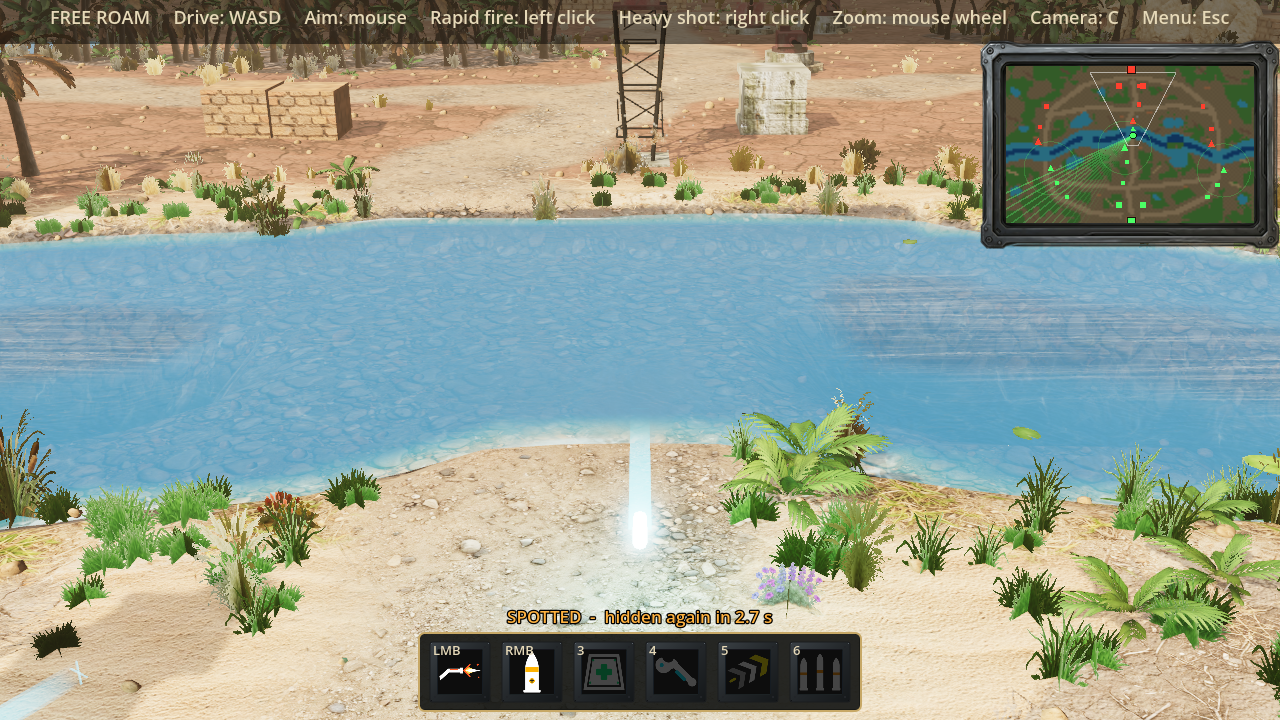 FREE ROAM Drive: WASD Aim: mouse Rapid fire: left click Heavy shot: right click Zoom: mouse wheel Camera: C Menu: Esc
SPOTTED - hidden again in 2.7 s
LMB RMB 3 4 5 6